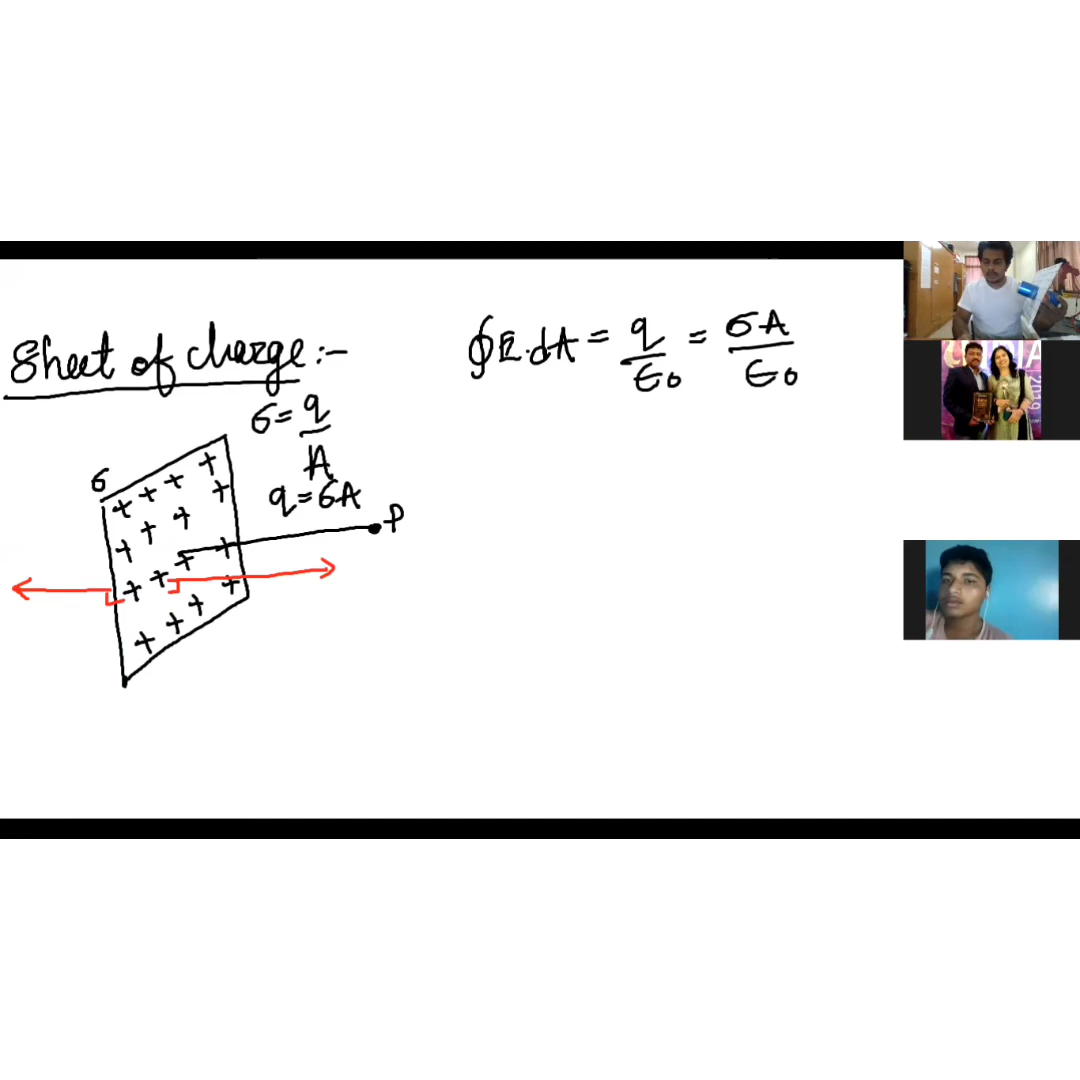 Sheet of charge :-
σ = q/A
q = σA
σ
P
+ + + +
+ + +
+ + +
+ + + +
+ + +
∮E.dA = q/ε₀ = σA/ε₀